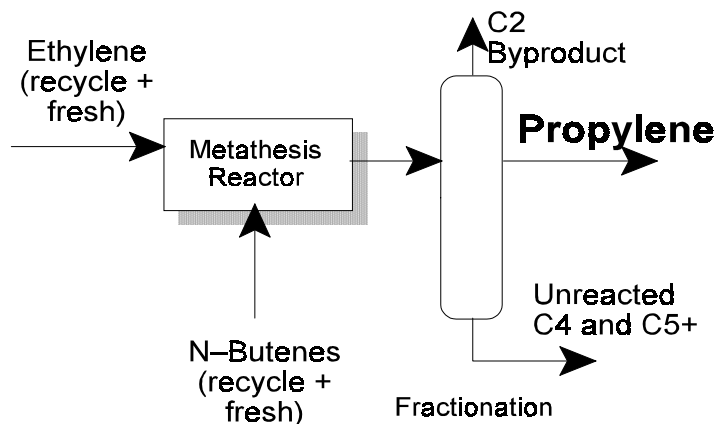 Ethylene
(recycle +
fresh)
C2
Byproduct
Propylene
Metathesis
Reactor
Unreacted
C4 and C5+
N–Butenes
(recycle +
fresh)
Fractionation